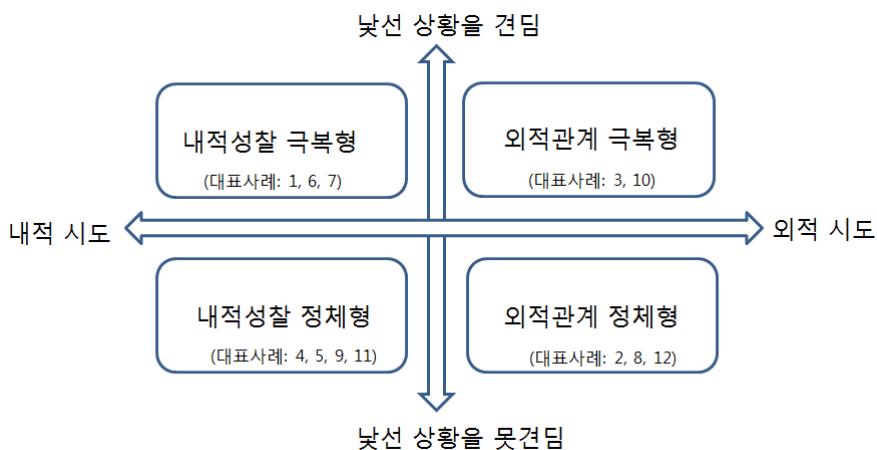 낯선 상황을 견딤
내적성찰 극복형
(대표사례: 1, 6, 7)
외적관계 극복형
(대표사례: 3, 10)
내적 시도
외적 시도
내적성찰 정체형
(대표사례: 4, 5, 9, 11)
외적관계 정체형
(대표사례: 2, 8, 12)
낯선 상황을 못견딤